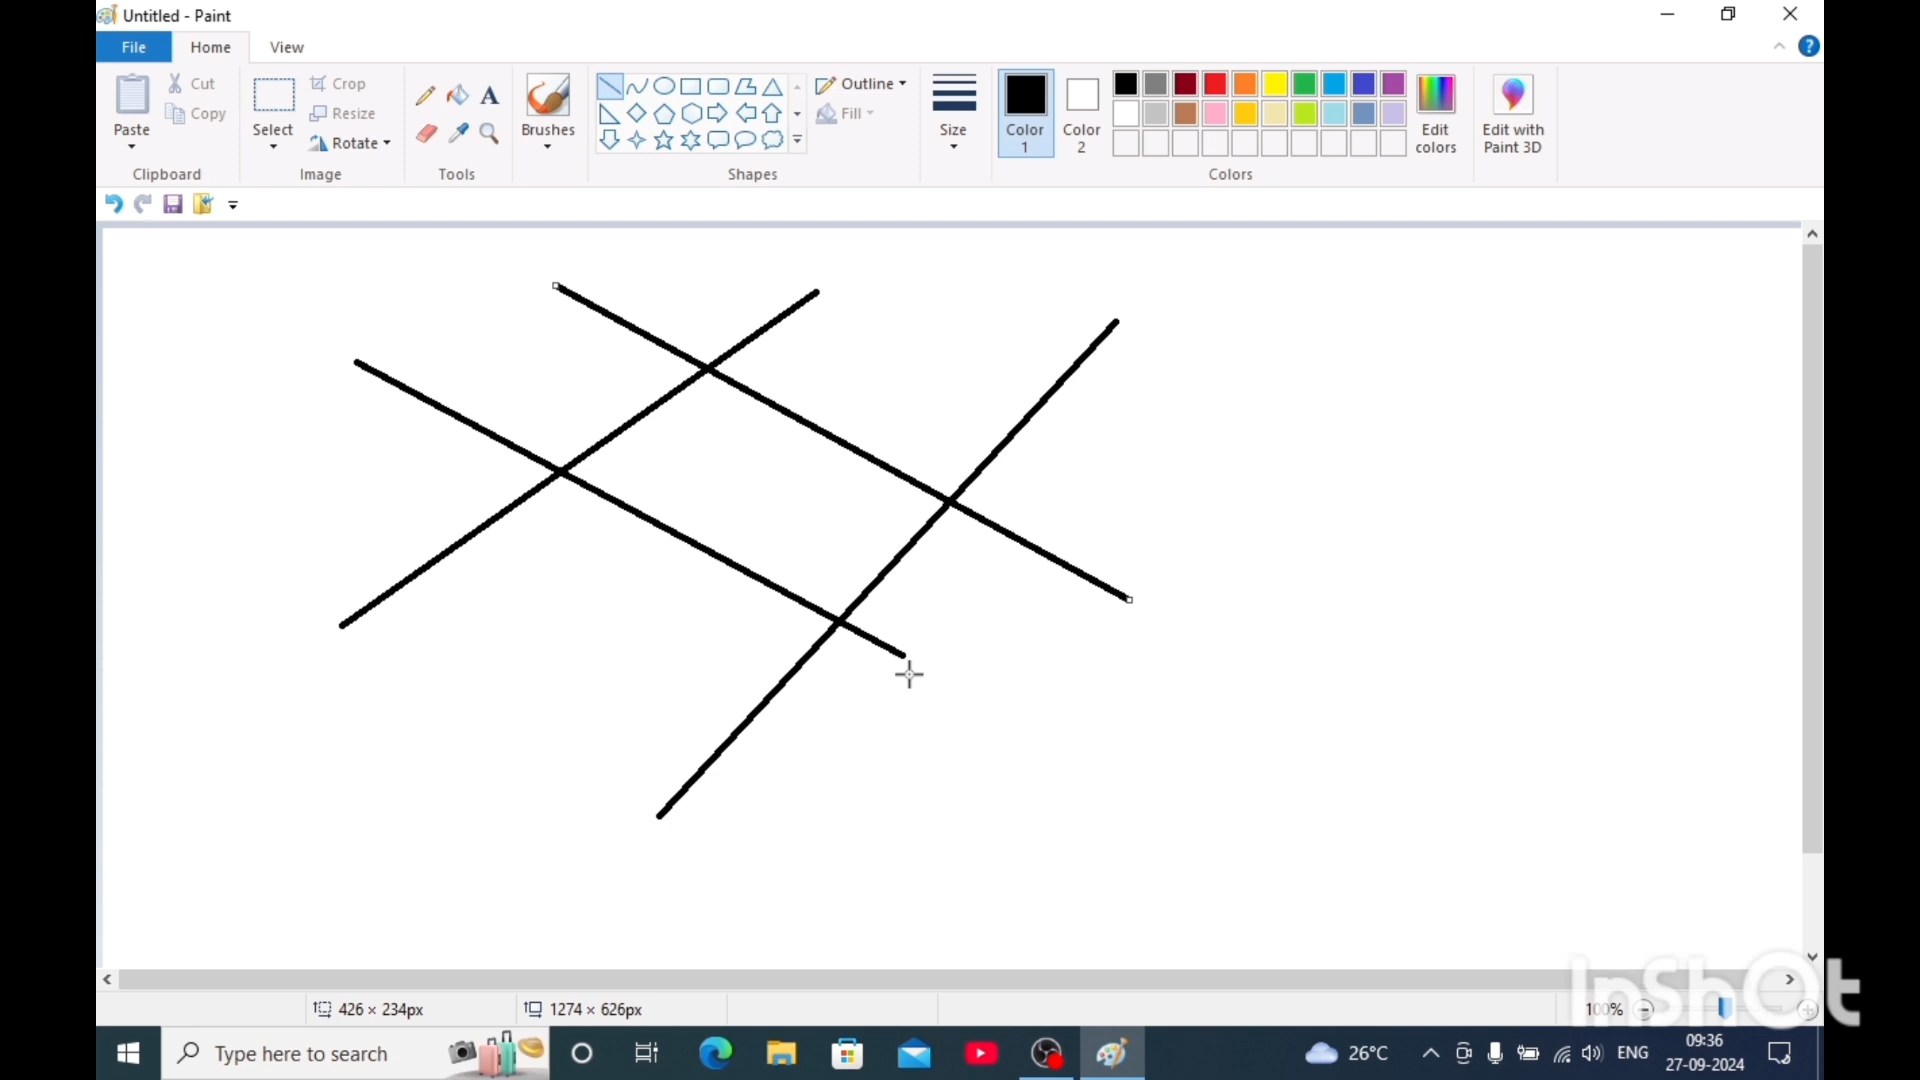 Untitled - Paint
File Home View
Paste
Cut
Copy
Clipboard
Select
Crop
Resize
Rotate
Image
A
Tools
Brushes
Shapes
Outline
Fill
Size
Color
1
Color
2
Colors
Edit
colors
Edit with
Paint 3D
?
426 × 234px
1274 × 626px
100%
InShOt
Type here to search
26°C
ENG
09:36
27-09-2024